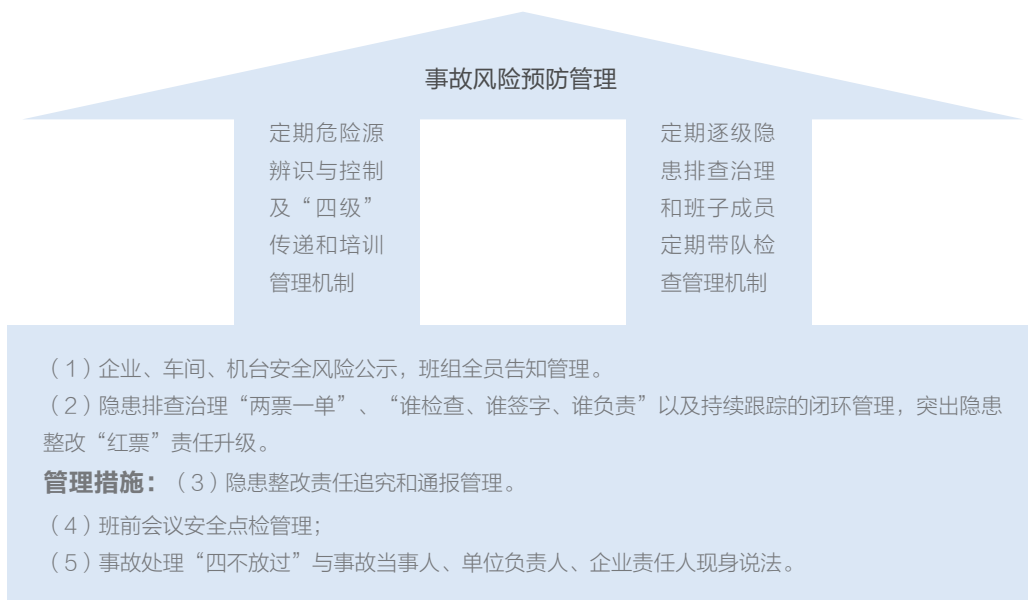 事故风险预防管理
定期危险源
辨识与控制
及“四级”
传递和培训
管理机制
定期逐级隐
患排查治理
和班子成员
定期带队检
查管理机制
（1）企业、车间、机台安全风险公示，班组全员告知管理。
（2）隐患排查治理“两票一单”、“谁检查、谁签字、谁负责”以及持续跟踪的闭环管理，突出隐患
整改“红票”责任升级。
管理措施：（3）隐患整改责任追究和通报管理。
（4）班前会议安全点检管理；
（5）事故处理“四不放过”与事故当事人、单位负责人、企业责任人现身说法。